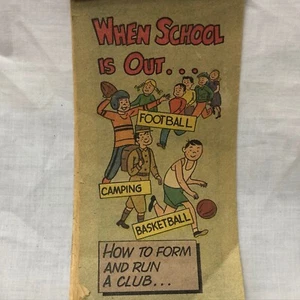 WHEN SCHOOL
IS OUT...
FOOTBALL
CAMPING
BASKETBALL
HOW TO FORM
AND RUN
A CLUB...